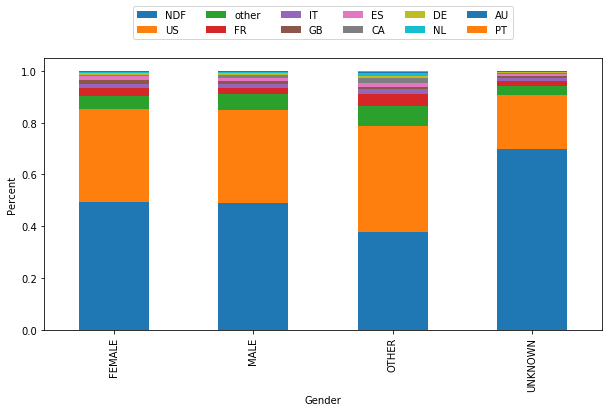 NDF other IT ES DE AU
US FR GB CA NL PT
1.0
0.8
0.6
0.4
0.2
0.0
Percent
FEMALE MALE OTHER UNKNOWN
Gender